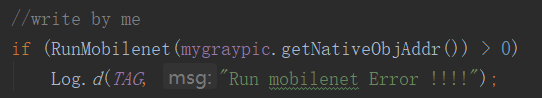 //write by me
if (RunMobilenet(mygraypic.getNativeObjAddr()) > 0)
Log.d(TAG, msg: "Run mobilenet Error !!!!");